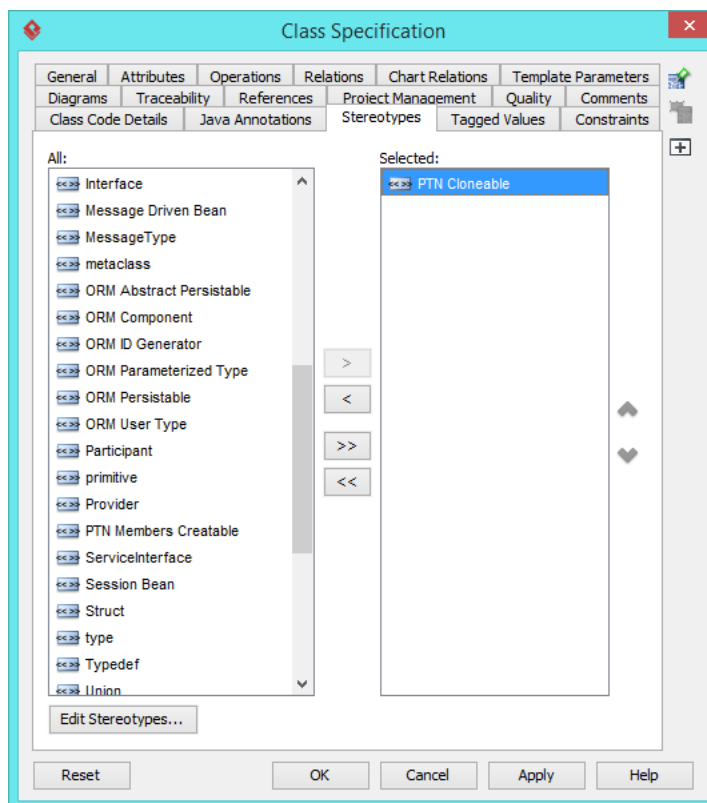 Class Specification
General Attributes Operations Relations Chart Relations Template Parameters
Diagrams Traceability References Project Management Quality Comments
Class Code Details Java Annotations Stereotypes Tagged Values Constraints
All:
Selected:
<<>> Interface
<<>> PTN Cloneable
<<>> Message Driven Bean
<<>> MessageType
<<>> metaclass
<<>> ORM Abstract Persistable
<<>> ORM Component
<<>> ORM ID Generator
<<>> ORM Parameterized Type
<<>> ORM Persistable
<<>> ORM User Type
<<>> Participant
<<>> primitive
<<>> Provider
<<>> PTN Members Creatable
<<>> ServiceInterface
<<>> Session Bean
<<>> Struct
<<>> type
<<>> Typedef
<<>> Union
>
<
>>
<<
Edit Stereotypes...
Reset OK Cancel Apply Help